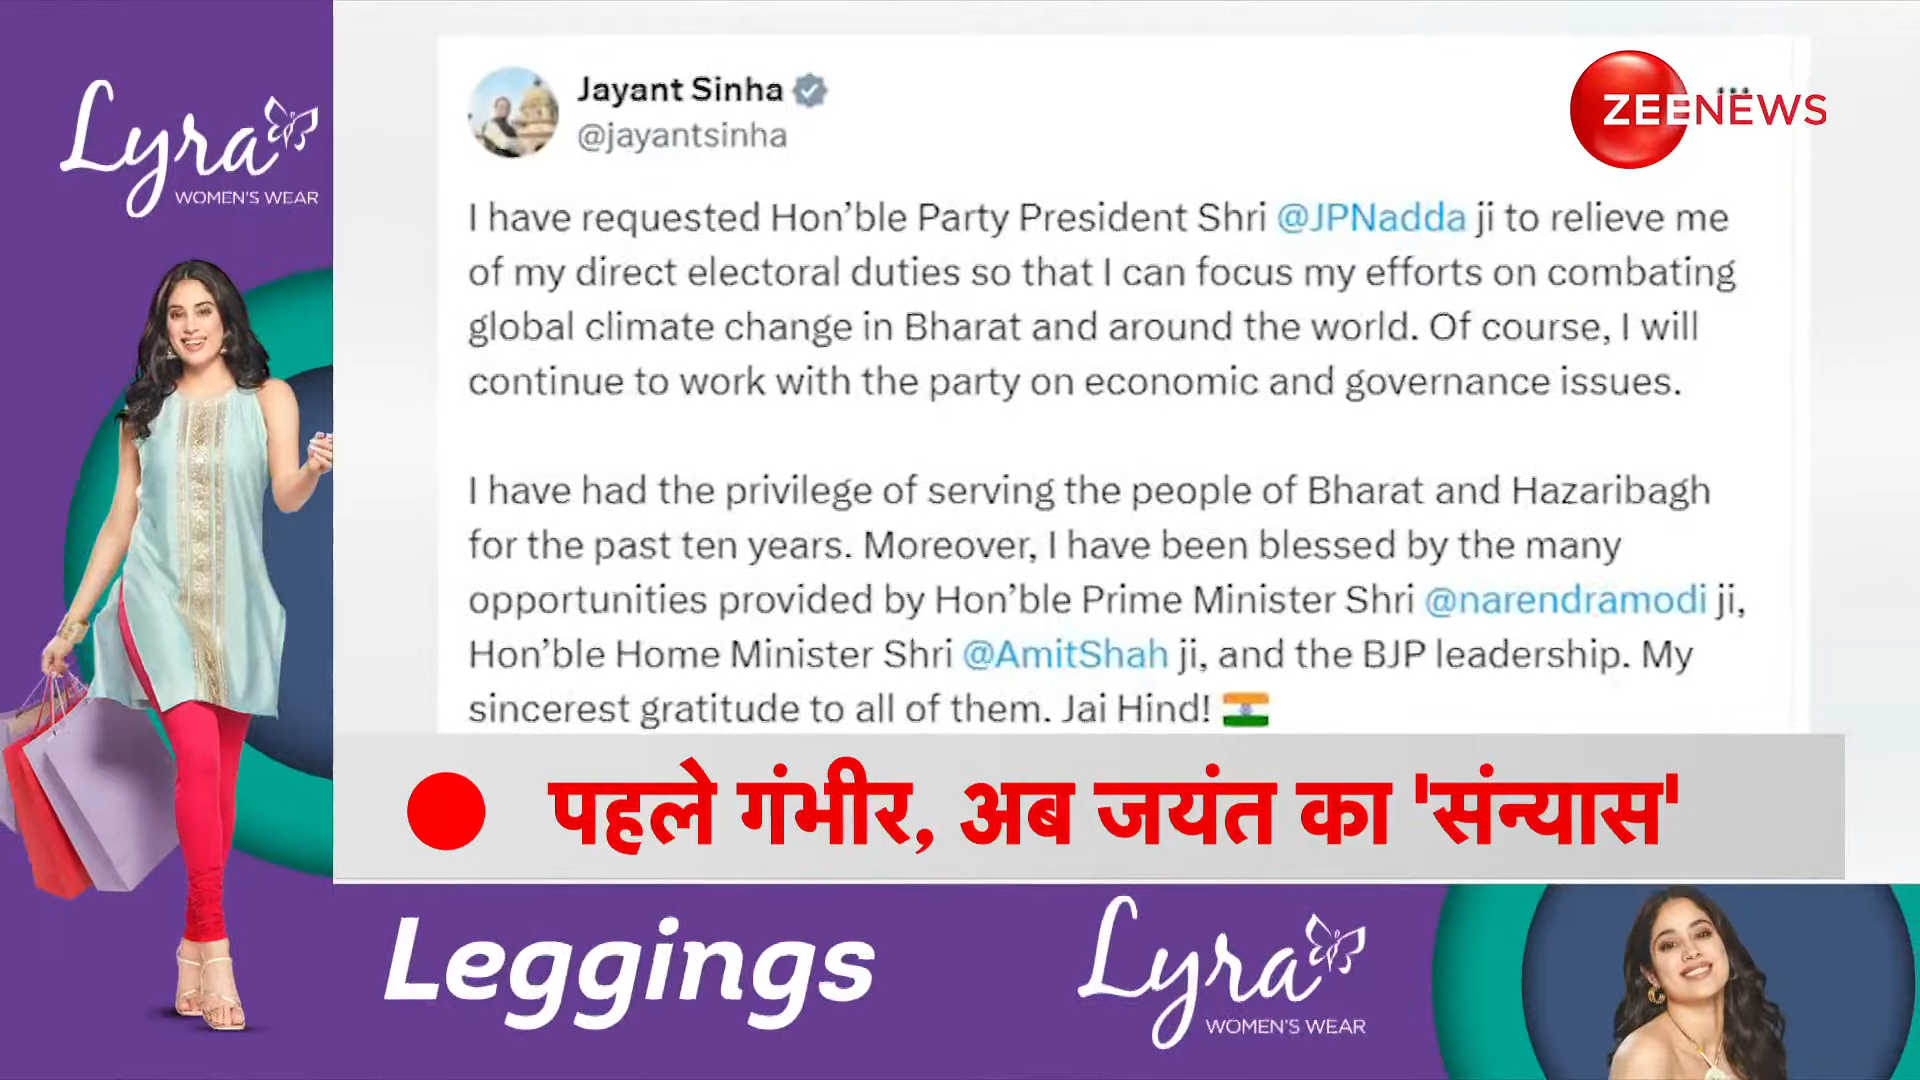 Lyra
WOMEN'S WEAR
Jayant Sinha
@jayantsinha
ZEENEWS
I have requested Hon’ble Party President Shri @JPNadda ji to relieve me
of my direct electoral duties so that I can focus my efforts on combating
global climate change in Bharat and around the world. Of course, I will
continue to work with the party on economic and governance issues.
I have had the privilege of serving the people of Bharat and Hazaribagh
for the past ten years. Moreover, I have been blessed by the many
opportunities provided by Hon’ble Prime Minister Shri @narendramodi ji,
Hon’ble Home Minister Shri @AmitShah ji, and the BJP leadership. My
sincerest gratitude to all of them. Jai Hind!
पहले गंभीर, अब जयंत का 'संन्यास'
Leggings
Lyra
WOMEN'S WEAR